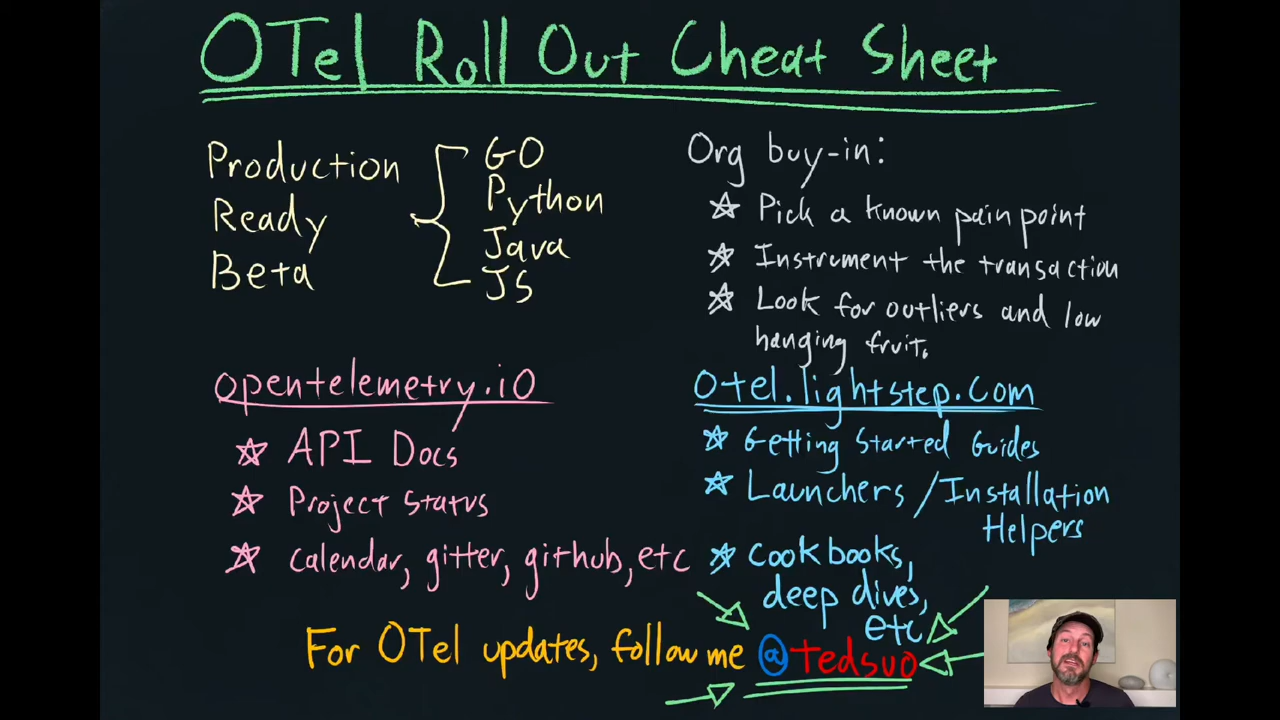 OTel Roll Out Cheat Sheet
Production
Ready
Beta
GO
Python
Java
JS
Org buy-in:
☆ Pick a known pain point
☆ Instrument the transaction
☆ Look for outliers and low
hanging fruit.
opentelemetry.io
☆ API Docs
☆ Project Status
☆ Calendar, gitter, github, etc
otel.lightstep.com
☆ Getting Started Guides
☆ Launchers / Installation
Helpers
☆ Cookbooks,
deep dives,
etc
For OTel updates, follow me @tedsuo